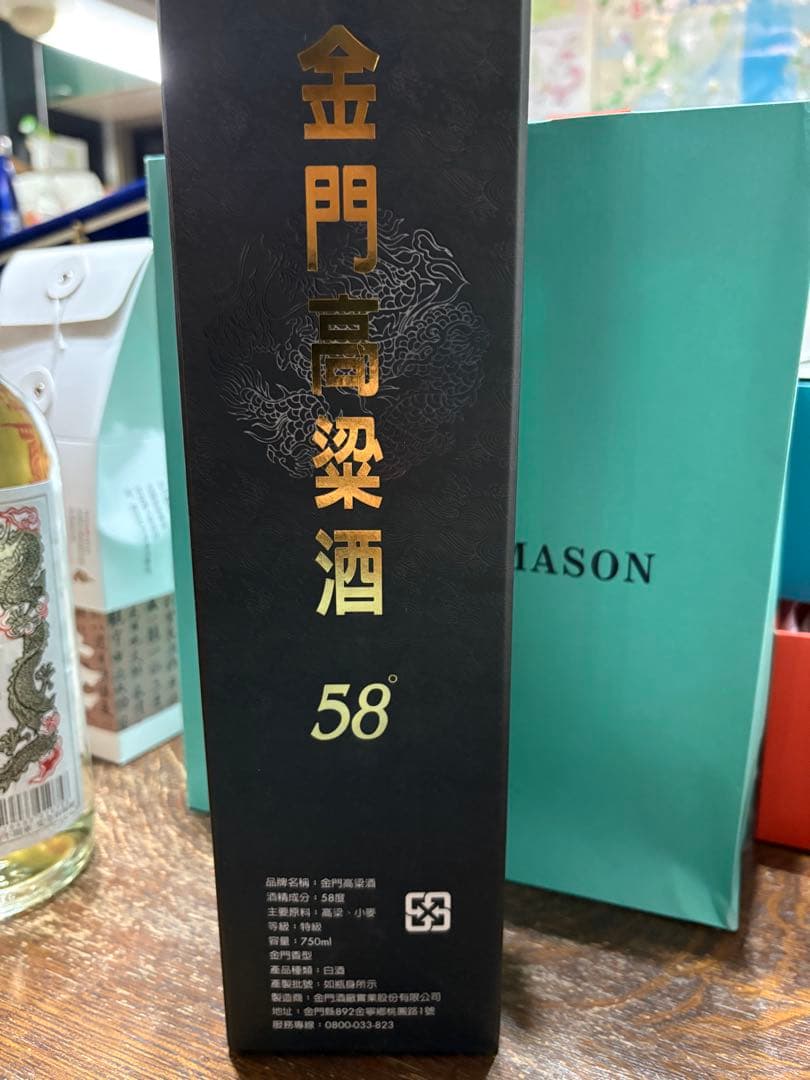 金門高粱酒
58°
品牌名稱：金門高粱酒
酒精成分：58度
主要原料：高粱、小麥
等級：特級
容量：750ml
金門香型
產品種類：白酒
產製批號：如瓶身所示
製造商：金門酒廠實業股份有限公司
地址：金門縣892金寧鄉桃園路1號
服務專線：0800-033-823
MASON